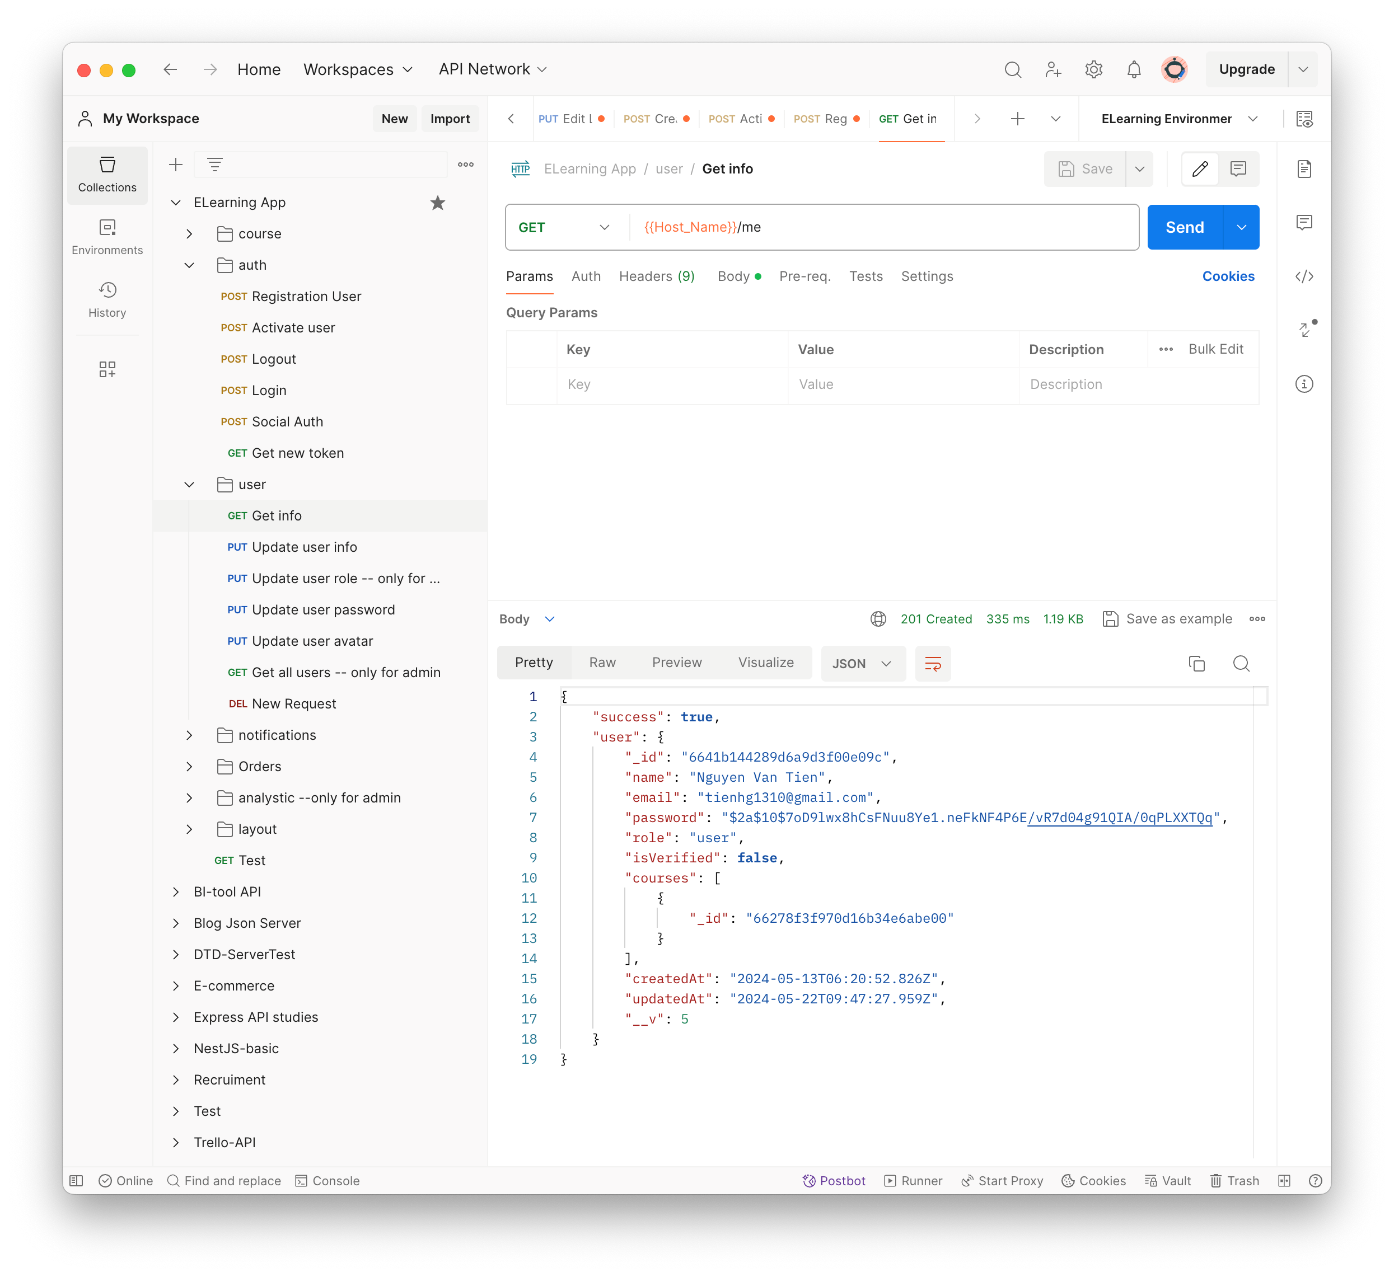 Home Workspaces API Network Upgrade
My Workspace New Import
PUT Edit L POST Cre. POST Acti POST Reg GET Get in ELearning Environmer
Collections
Environments
History
ELearning App
course
auth
POST Registration User
POST Activate user
POST Logout
POST Login
POST Social Auth
GET Get new token
user
GET Get info
PUT Update user info
PUT Update user role -- only for ...
PUT Update user password
PUT Update user avatar
GET Get all users -- only for admin
DEL New Request
notifications
Orders
analystic --only for admin
layout
GET Test
BI-tool API
Blog Json Server
DTD-ServerTest
E-commerce
Express API studies
NestJS-basic
Recruiment
Test
Trello-API
HTTP ELearning App / user / Get info Save
GET {{Host_Name}}/me Send
Params Auth Headers (9) Body Pre-req. Tests Settings Cookies
Query Params
Key Value Description Bulk Edit
Key Value Description
Body 201 Created 335 ms 1.19 KB Save as example
Pretty Raw Preview Visualize JSON
1 {
2 "success": true,
3 "user": {
4 "_id": "6641b144289d6a9d3f00e09c",
5 "name": "Nguyen Van Tien",
6 "email": "tienhg1310@gmail.com",
7 "password": "$2a$10$7oD9lwx8hCsFNuu8Ye1.neFkNF4P6E/vR7d04g91QIA/0qPLXXTQq",
8 "role": "user",
9 "isVerified": false,
10 "courses": [
11 {
12 "_id": "66278f3f970d16b34e6abe00"
13 }
14 ],
15 "createdAt": "2024-05-13T06:20:52.826Z",
16 "updatedAt": "2024-05-22T09:47:27.959Z",
17 "__v": 5
18 }
19 }
Online Find and replace Console Postbot Runner Start Proxy Cookies Vault Trash